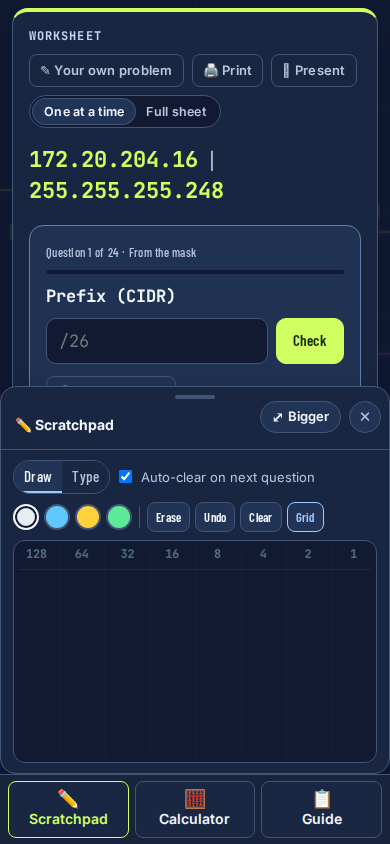 WORKSHEET
✎ Your own problem
🖨️ Print
Present
One at a time
Full sheet
172.20.204.16 |
255.255.255.248
Question 1 of 24 · From the mask
Prefix (CIDR)
/26
Check
✏️ Scratchpad
⤢ Bigger
✕
Draw
Type
Auto-clear on next question
Erase
Undo
Clear
Grid
128 64 32 16 8 4 2 1
Scratchpad
Calculator
Guide